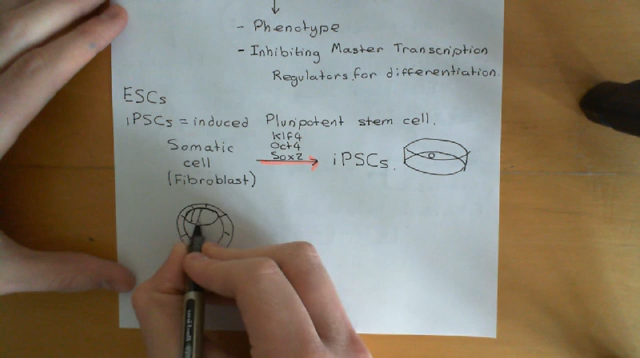 - Phenotype
- Inhibiting Master Transcription
Regulators for differentiation.
ESCs
iPSCs = induced Pluripotent stem cell.
Somatic
cell
(Fibroblast)
Klf4
Oct4
Sox2
iPSCs.